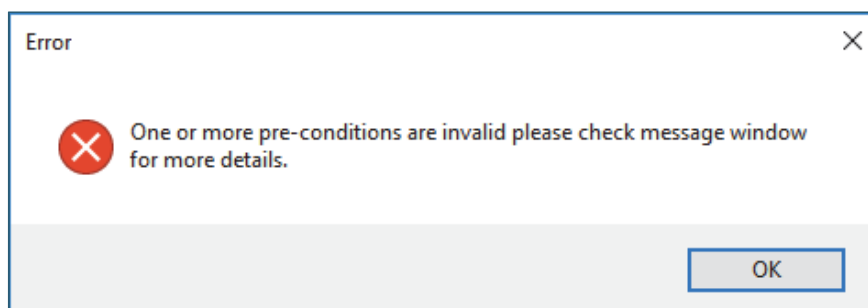 Error
One or more pre-conditions are invalid please check message window
for more details.
OK